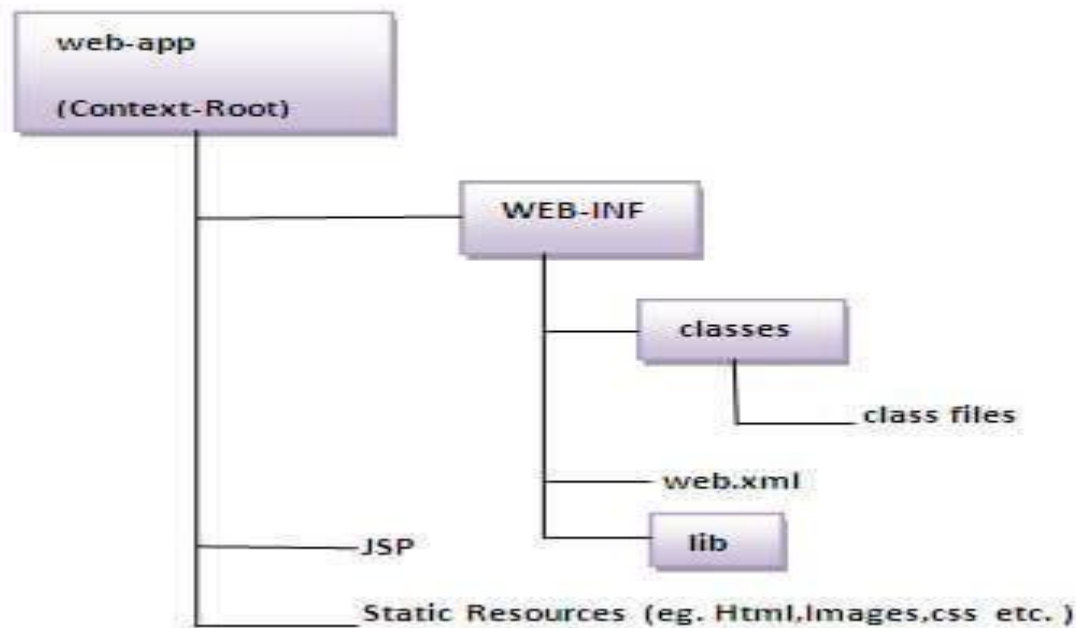 web-app
(Context-Root)
WEB-INF
classes
class files
web.xml
lib
JSP
Static Resources (eg. Html,Images,css etc. )